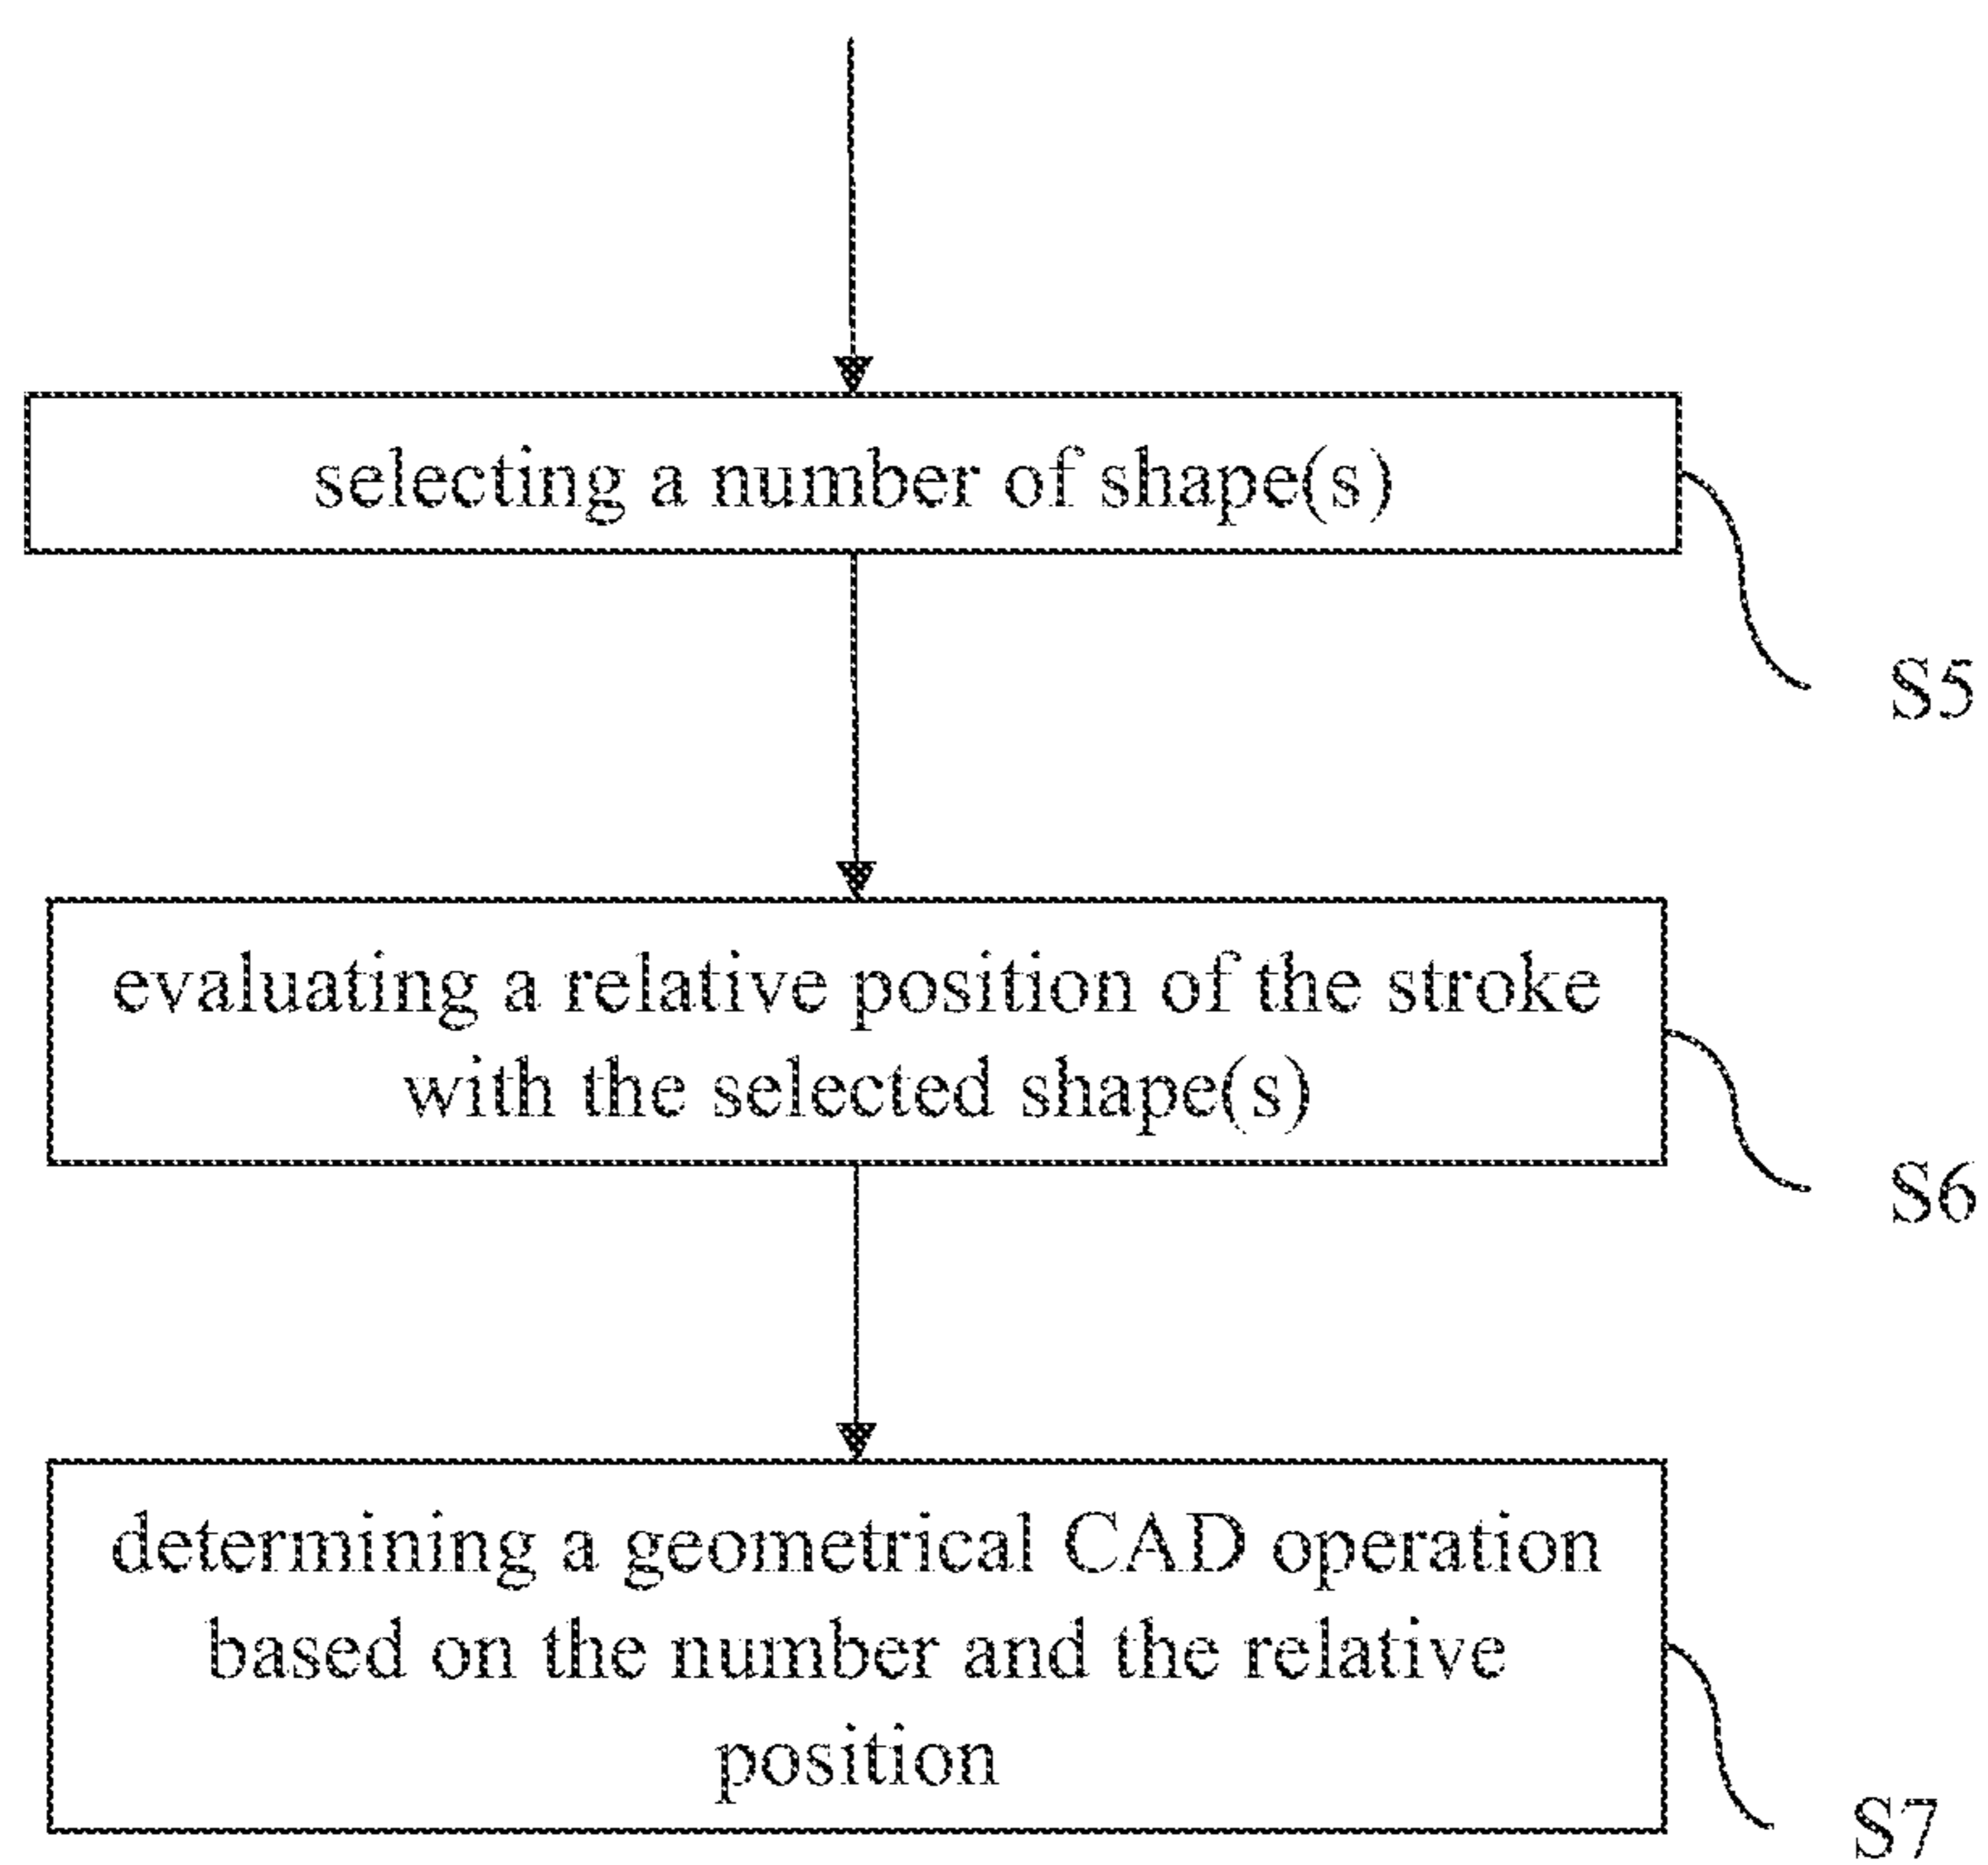 selecting a number of shape(s)
S5
evaluating a relative position of the stroke
with the selected shape(s)
S6
determining a geometrical CAD operation
based on the number and the relative
position
S7